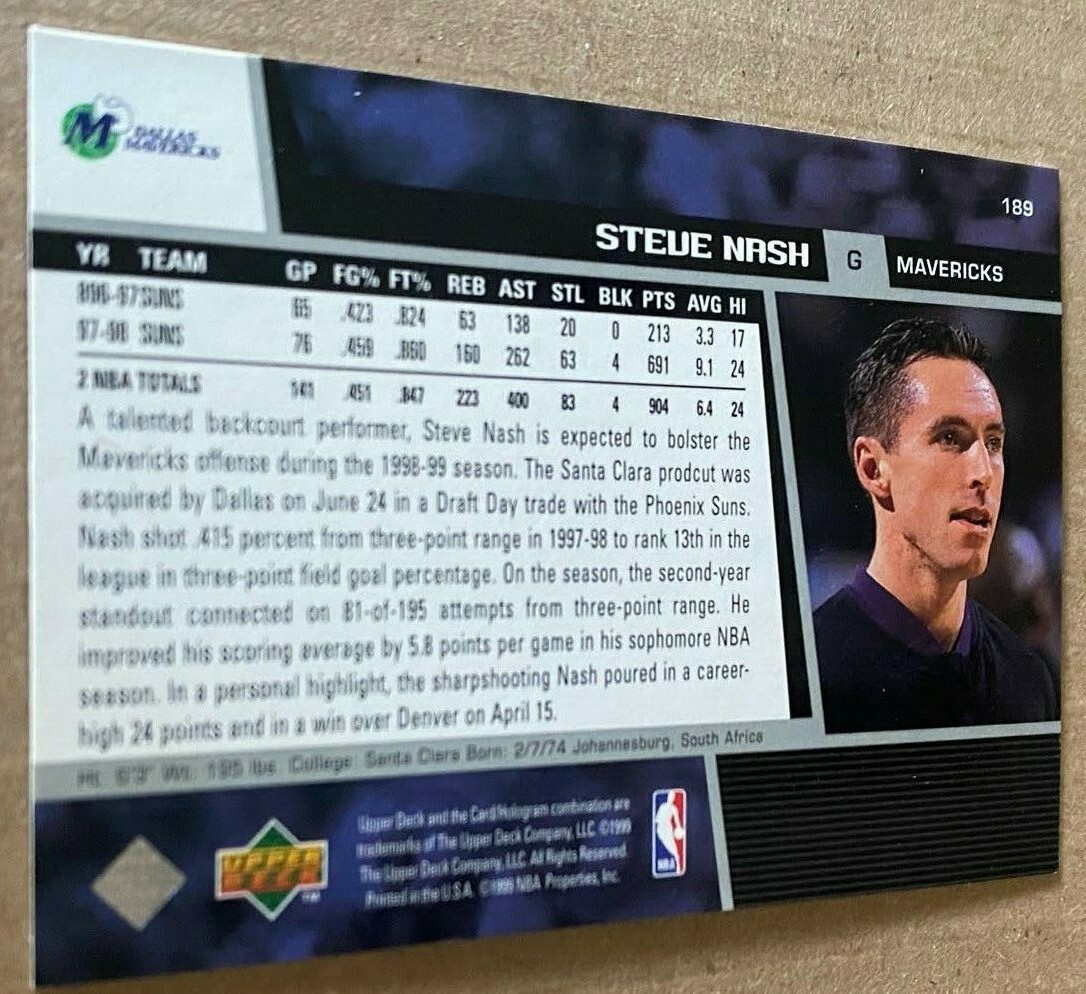 DALLAS
MAVERICKS
189
STEVE NASH G MAVERICKS
YR TEAM GP FG% FT% REB AST STL BLK PTS AVG HI
96-97 SUNS 65 .423 .824 63 138 20 0 213 3.3 17
97-98 SUNS 76 .459 .860 160 262 63 4 691 9.1 24
2 NBA TOTALS 141 .451 .847 223 400 83 4 904 6.4 24
A talented backcourt performer, Steve Nash is expected to bolster the
Mavericks offense during the 1998-99 season. The Santa Clara prodcut was
acquired by Dallas on June 24 in a Draft Day trade with the Phoenix Suns.
Nash shot .415 percent from three-point range in 1997-98 to rank 13th in the
league in three-point field goal percentage. On the season, the second-year
standout connected on 81-of-195 attempts from three-point range. He
improved his scoring average by 5.8 points per game in his sophomore NBA
season. In a personal highlight, the sharpshooting Nash poured in a career-
high 24 points and in a win over Denver on April 15.
Ht. 6'3" Wt. 195 lbs. College: Santa Clara Born: 2/7/74 Johannesburg, South Africa
UPPER
DECK
TM
Upper Deck and the Card/Hologram combination are
trademarks of The Upper Deck Company, LLC. ©1999
The Upper Deck Company, LLC. All Rights Reserved.
Printed in the U.S.A. ©1999 NBA Properties, Inc.
NBA